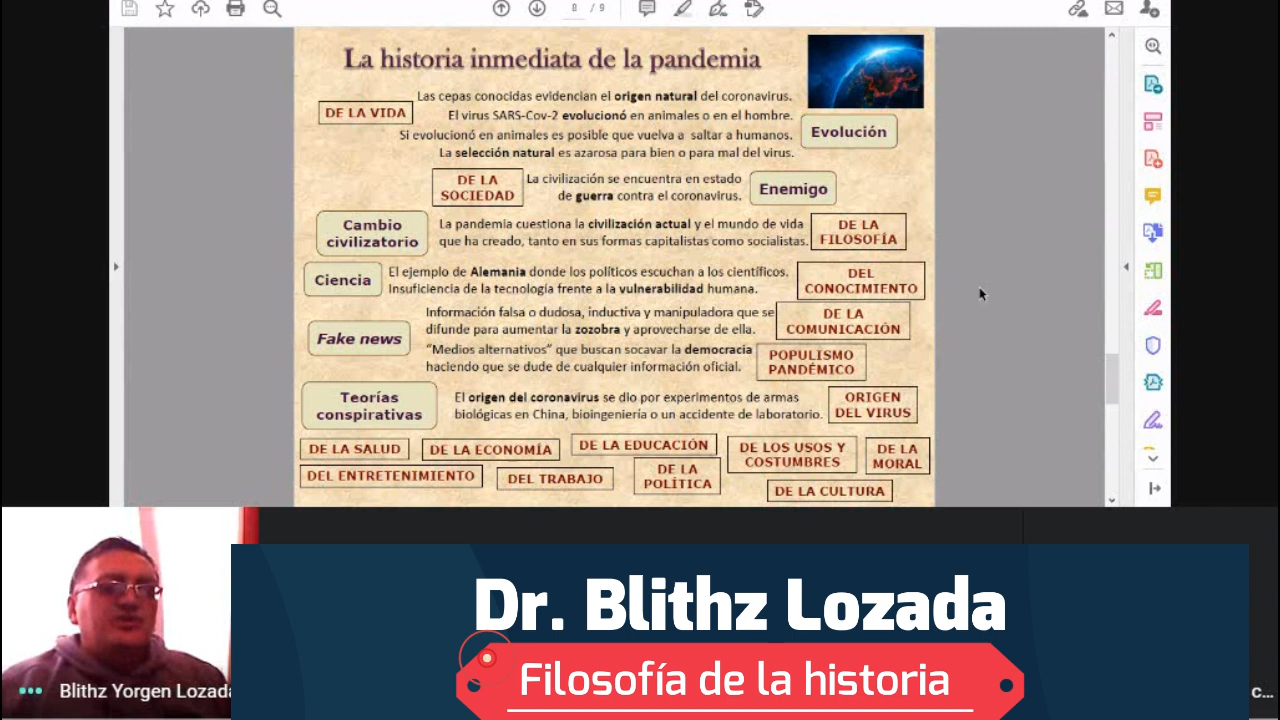 8 / 9
La historia inmediata de la pandemia
DE LA VIDA
Las cepas conocidas evidencian el origen natural del coronavirus.
El virus SARS-Cov-2 evolucionó en animales o en el hombre.
Si evolucionó en animales es posible que vuelva a saltar a humanos.
La selección natural es azarosa para bien o para mal del virus.
Evolución
DE LA
SOCIEDAD
La civilización se encuentra en estado
de guerra contra el coronavirus.
Enemigo
Cambio
civilizatorio
La pandemia cuestiona la civilización actual y el mundo de vida
que ha creado, tanto en sus formas capitalistas como socialistas.
DE LA
FILOSOFÍA
Ciencia
El ejemplo de Alemania donde los políticos escuchan a los científicos.
Insuficiencia de la tecnología frente a la vulnerabilidad humana.
DEL
CONOCIMIENTO
Fake news
Información falsa o dudosa, inductiva y manipuladora que se
difunde para aumentar la zozobra y aprovecharse de ella.
DE LA
COMUNICACIÓN
“Medios alternativos” que buscan socavar la democracia
haciendo que se dude de cualquier información oficial.
POPULISMO
PANDÉMICO
Teorías
conspirativas
El origen del coronavirus se dio por experimentos de armas
biológicas en China, bioingeniería o un accidente de laboratorio.
ORIGEN
DEL VIRUS
DE LA SALUD
DE LA ECONOMÍA
DE LA EDUCACIÓN
DE LOS USOS Y
COSTUMBRES
DE LA
MORAL
DEL ENTRETENIMIENTO
DEL TRABAJO
DE LA
POLÍTICA
DE LA CULTURA
Dr. Blithz Lozada
Filosofía de la historia
Blithz Yorgen Lozada
c...